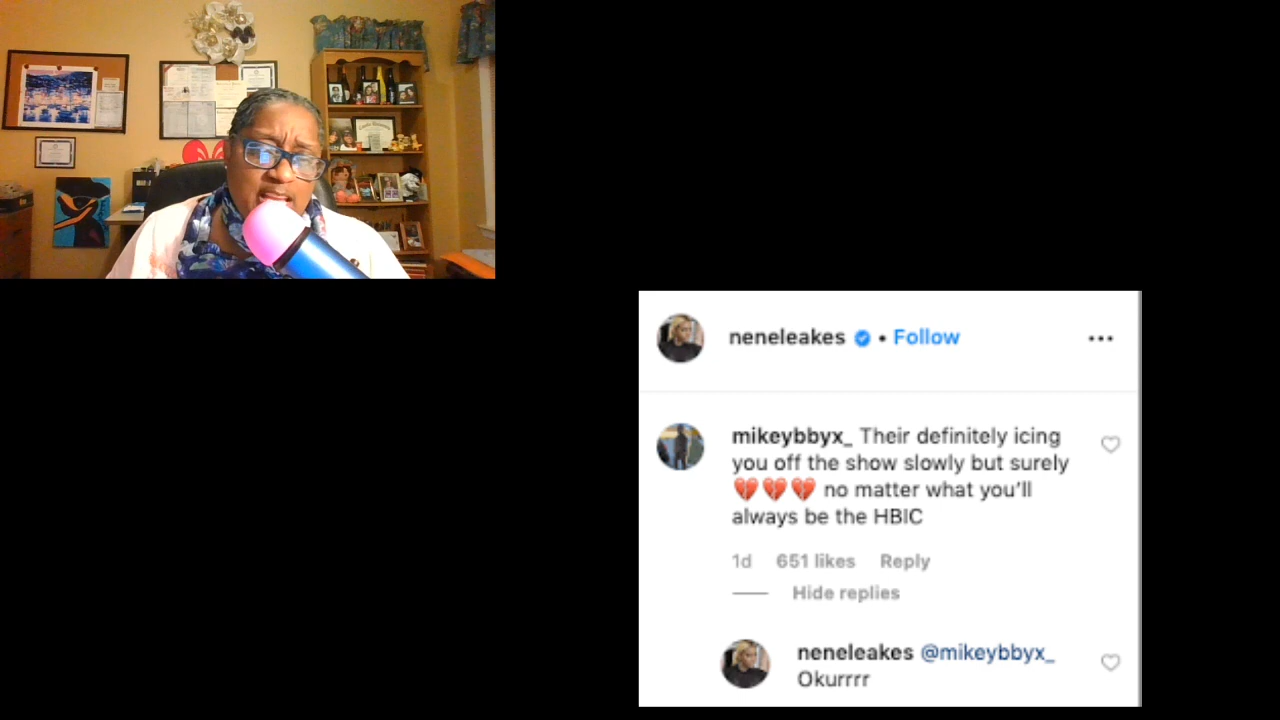 neneleakes • Follow
mikeybbyx_ Their definitely icing
you off the show slowly but surely
💔💔💔 no matter what you'll
always be the HBIC
1d 651 likes Reply
Hide replies
neneleakes @mikeybbyx_
Okurrrr